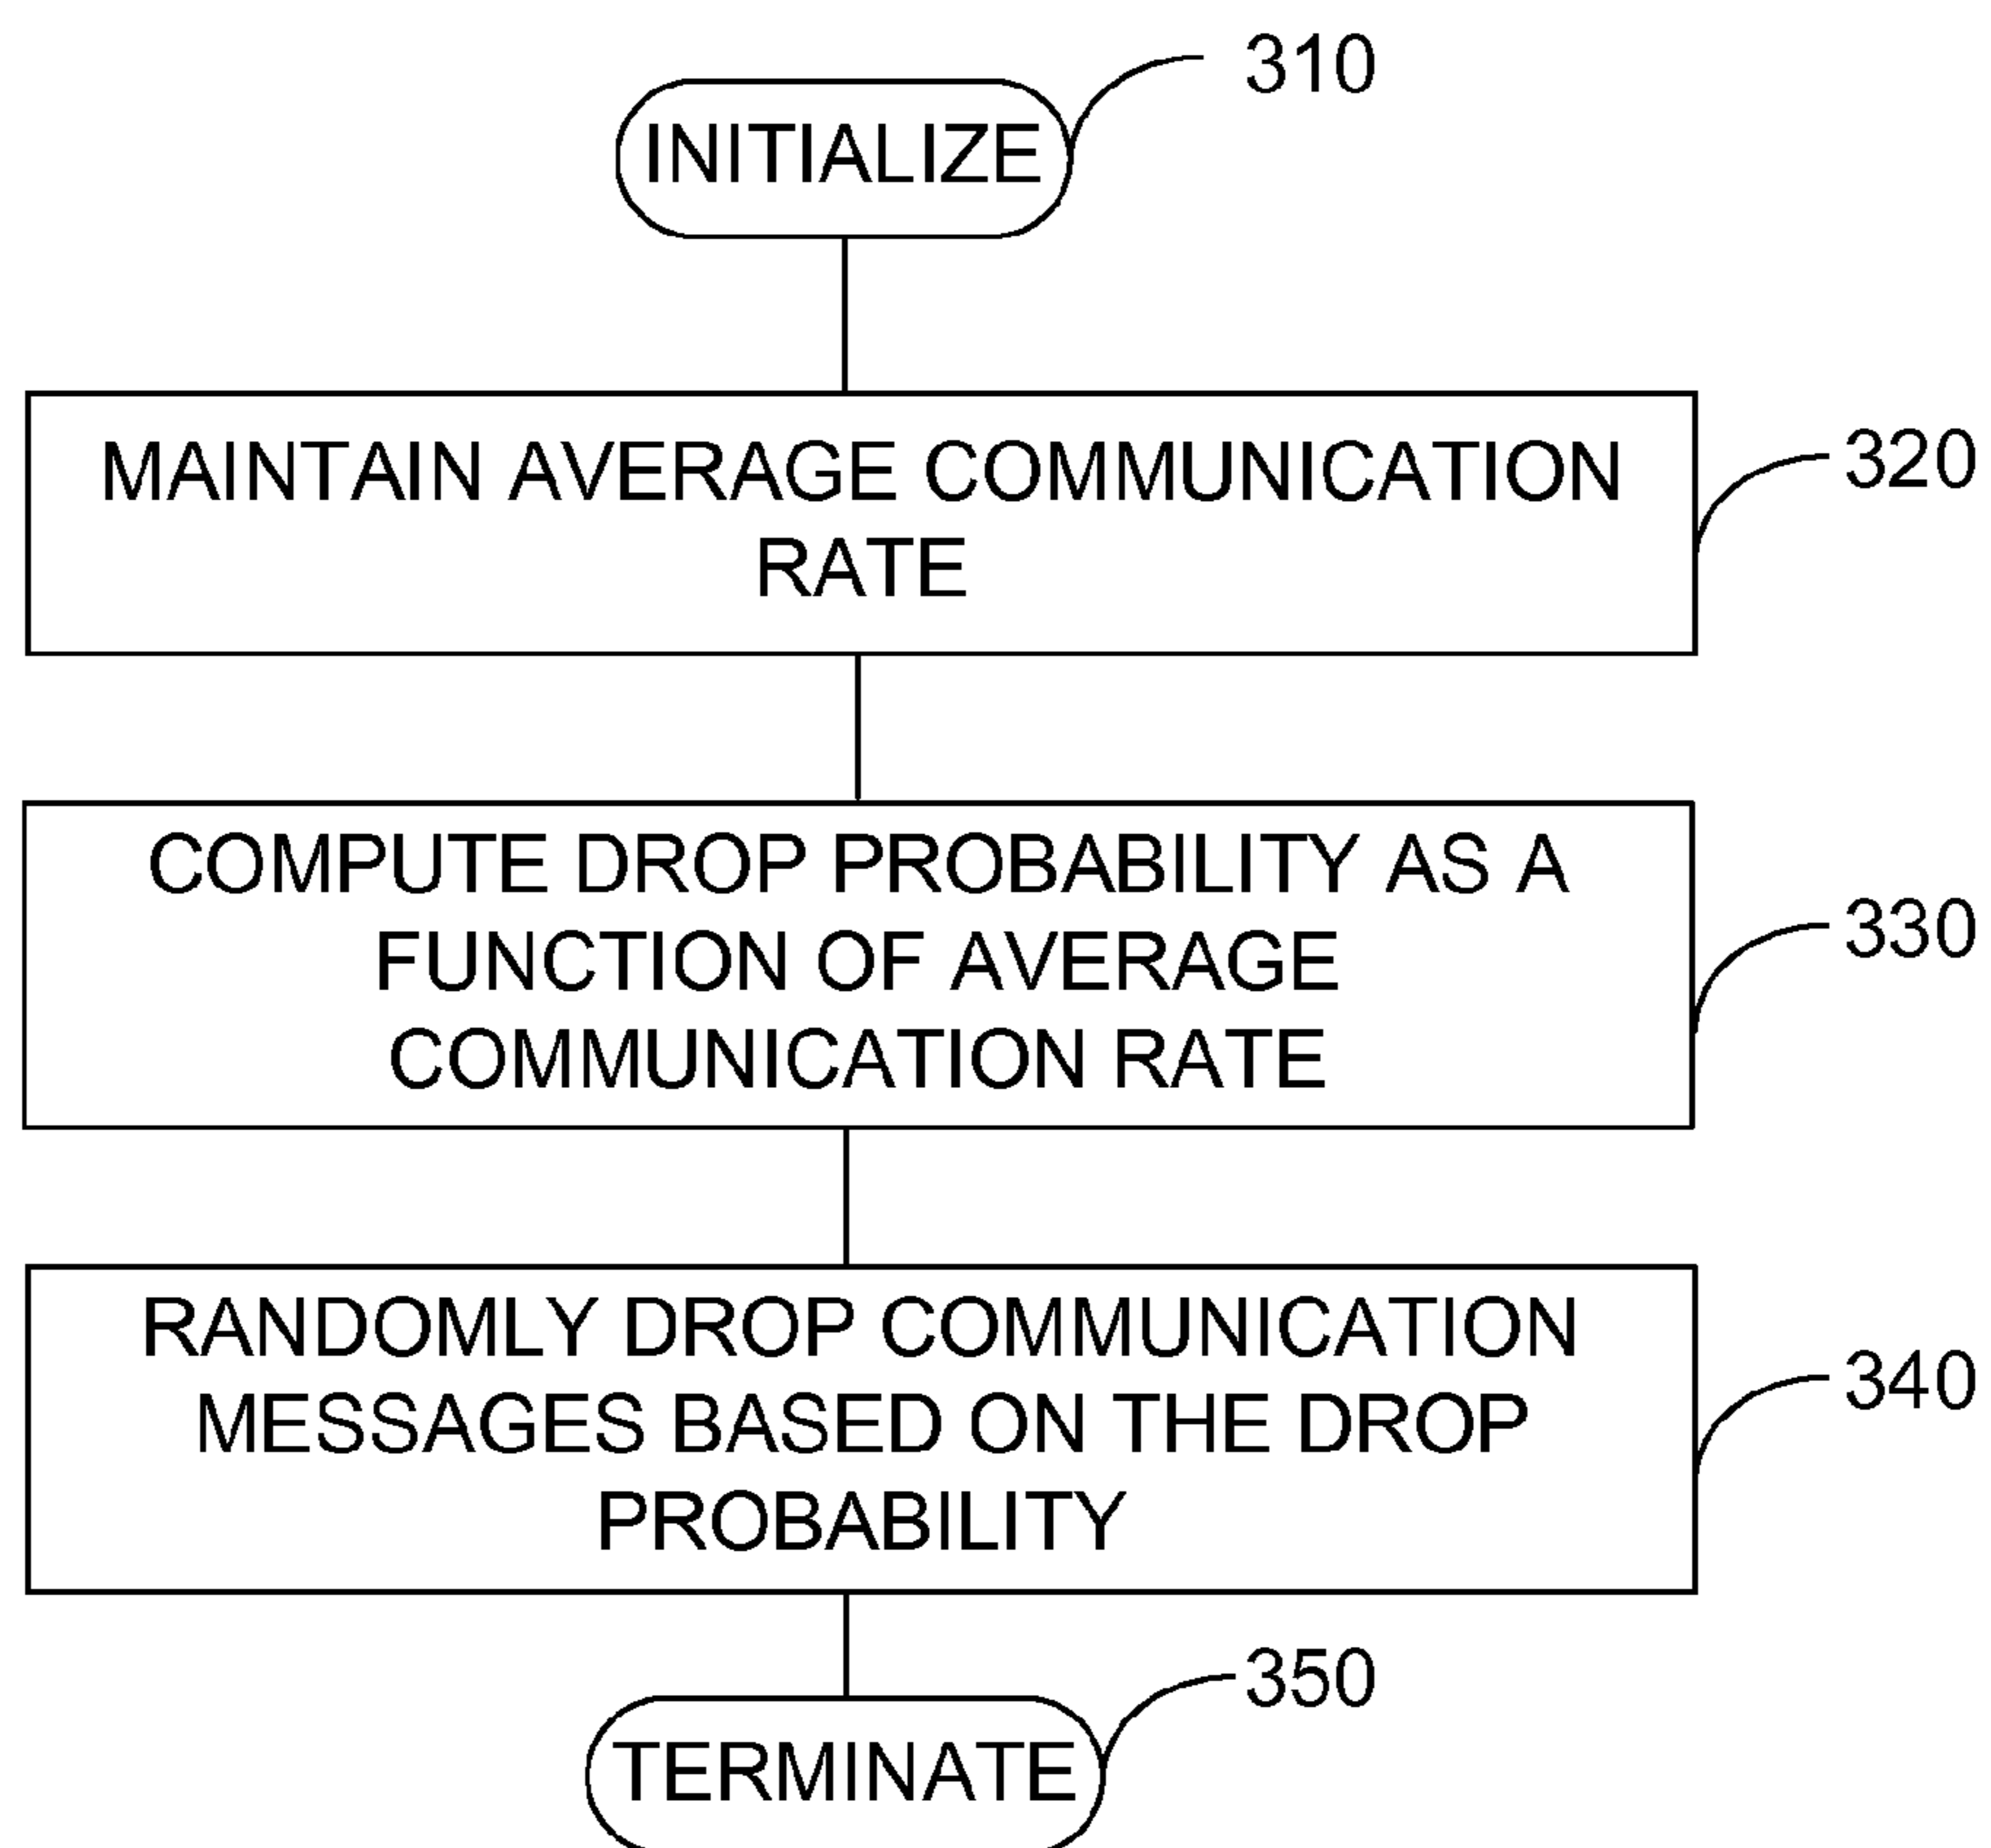 310
INITIALIZE
MAINTAIN AVERAGE COMMUNICATION
RATE
320
COMPUTE DROP PROBABILITY AS A
FUNCTION OF AVERAGE
COMMUNICATION RATE
330
RANDOMLY DROP COMMUNICATION
MESSAGES BASED ON THE DROP
PROBABILITY
340
350
TERMINATE